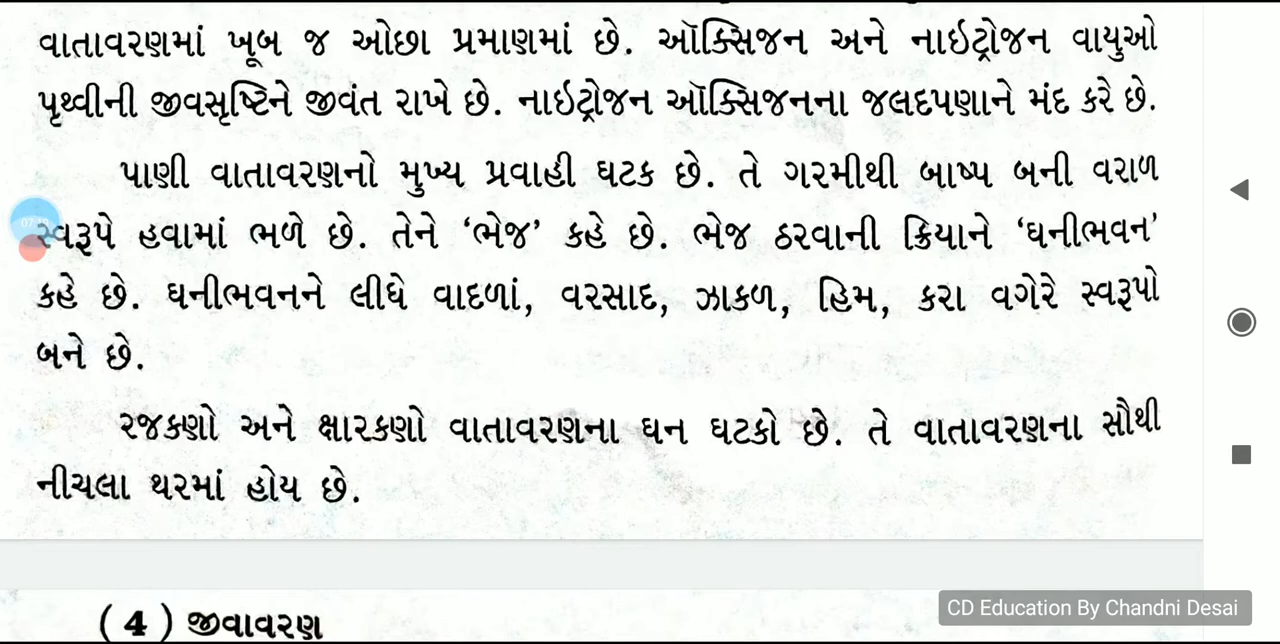 વાતાવરણમાં ખૂબ જ ઓછા પ્રમાણમાં છે. ઑક્સિજન અને નાઇટ્રોજન વાયુઓ
પૃથ્વીની જીવસૃષ્ટિને જીવંત રાખે છે. નાઇટ્રોજન ઑક્સિજનના જલદપણાને મંદ કરે છે.
પાણી વાતાવરણનો મુખ્ય પ્રવાહી ઘટક છે. તે ગરમીથી બાષ્પ બની વરાળ
સ્વરૂપે હવામાં ભળે છે. તેને ‘ભેજ’ કહે છે. ભેજ ઠરવાની ક્રિયાને ‘ઘનીભવન’
કહે છે. ઘનીભવનને લીધે વાદળાં, વરસાદ, ઝાકળ, હિમ, કરા વગેરે સ્વરૂપો
બને છે.
રજકણો અને ક્ષારકણો વાતાવરણના ઘન ઘટકો છે. તે વાતાવરણના સૌથી
નીચલા થરમાં હોય છે.
( 4 ) જીવાવરણ
CD Education By Chandni Desai